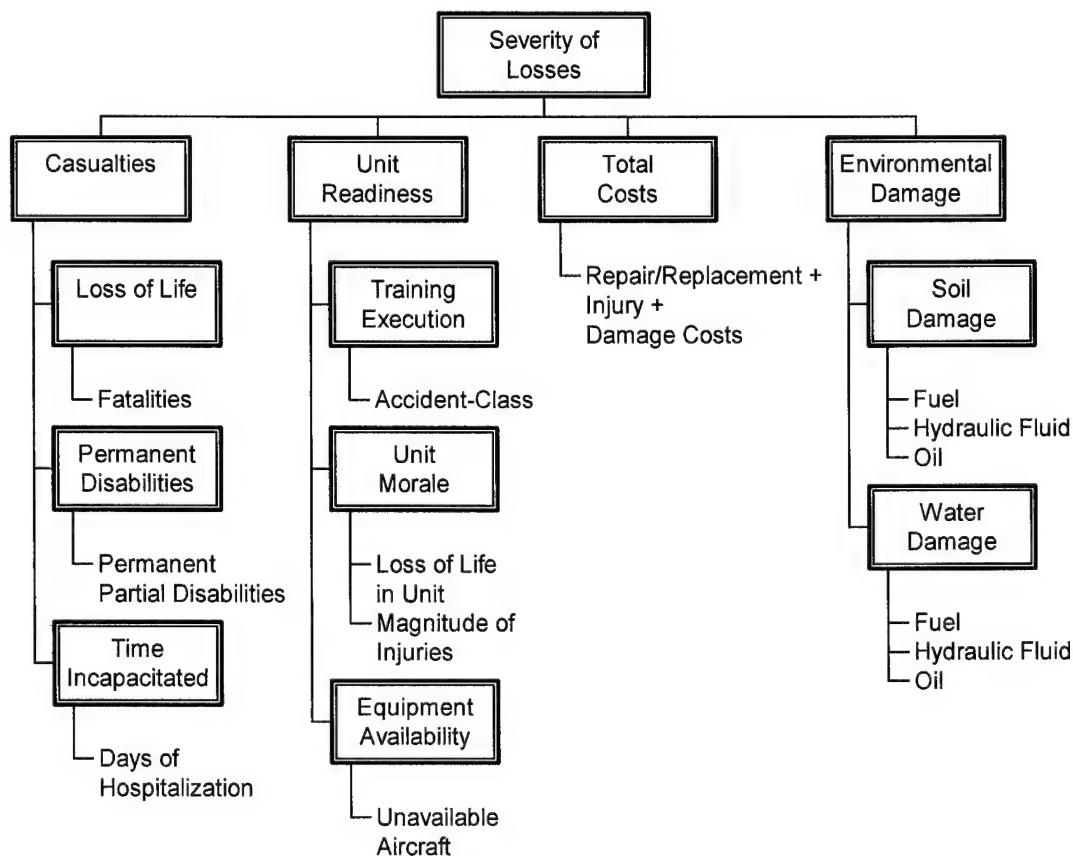 Severity of
Losses
Casualties
Loss of Life
Fatalities
Permanent
Disabilities
Permanent
Partial Disabilities
Time
Incapacitated
Days of
Hospitalization
Unit
Readiness
Training
Execution
Accident-Class
Unit
Morale
Loss of Life
in Unit
Magnitude of
Injuries
Equipment
Availability
Unavailable
Aircraft
Total
Costs
Repair/Replacement +
Injury +
Damage Costs
Environmental
Damage
Soil
Damage
Fuel
Hydraulic Fluid
Oil
Water
Damage
Fuel
Hydraulic Fluid
Oil